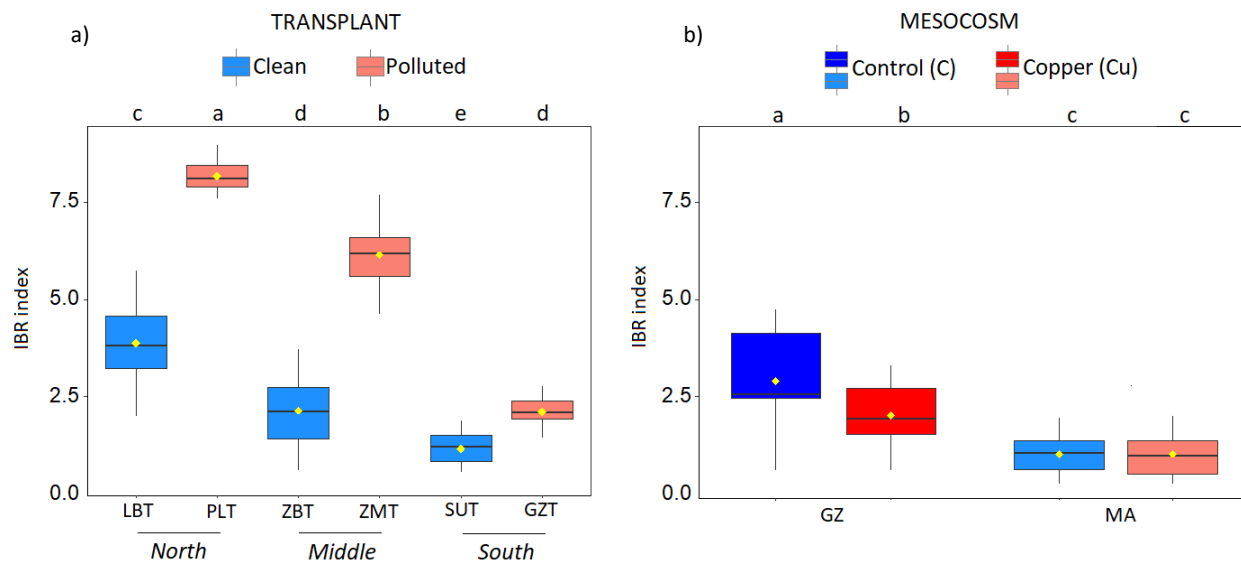 TRANSPLANT
a)
Clean Polluted
c a d b e d
7.5
5.0
2.5
0.0
IBR index
LBT PLT ZBT ZMT SUT GZT
North Middle South
MESOCOSM
b)
Control (C) Copper (Cu)
a b c c
7.5
5.0
2.5
0.0
IBR index
GZ MA